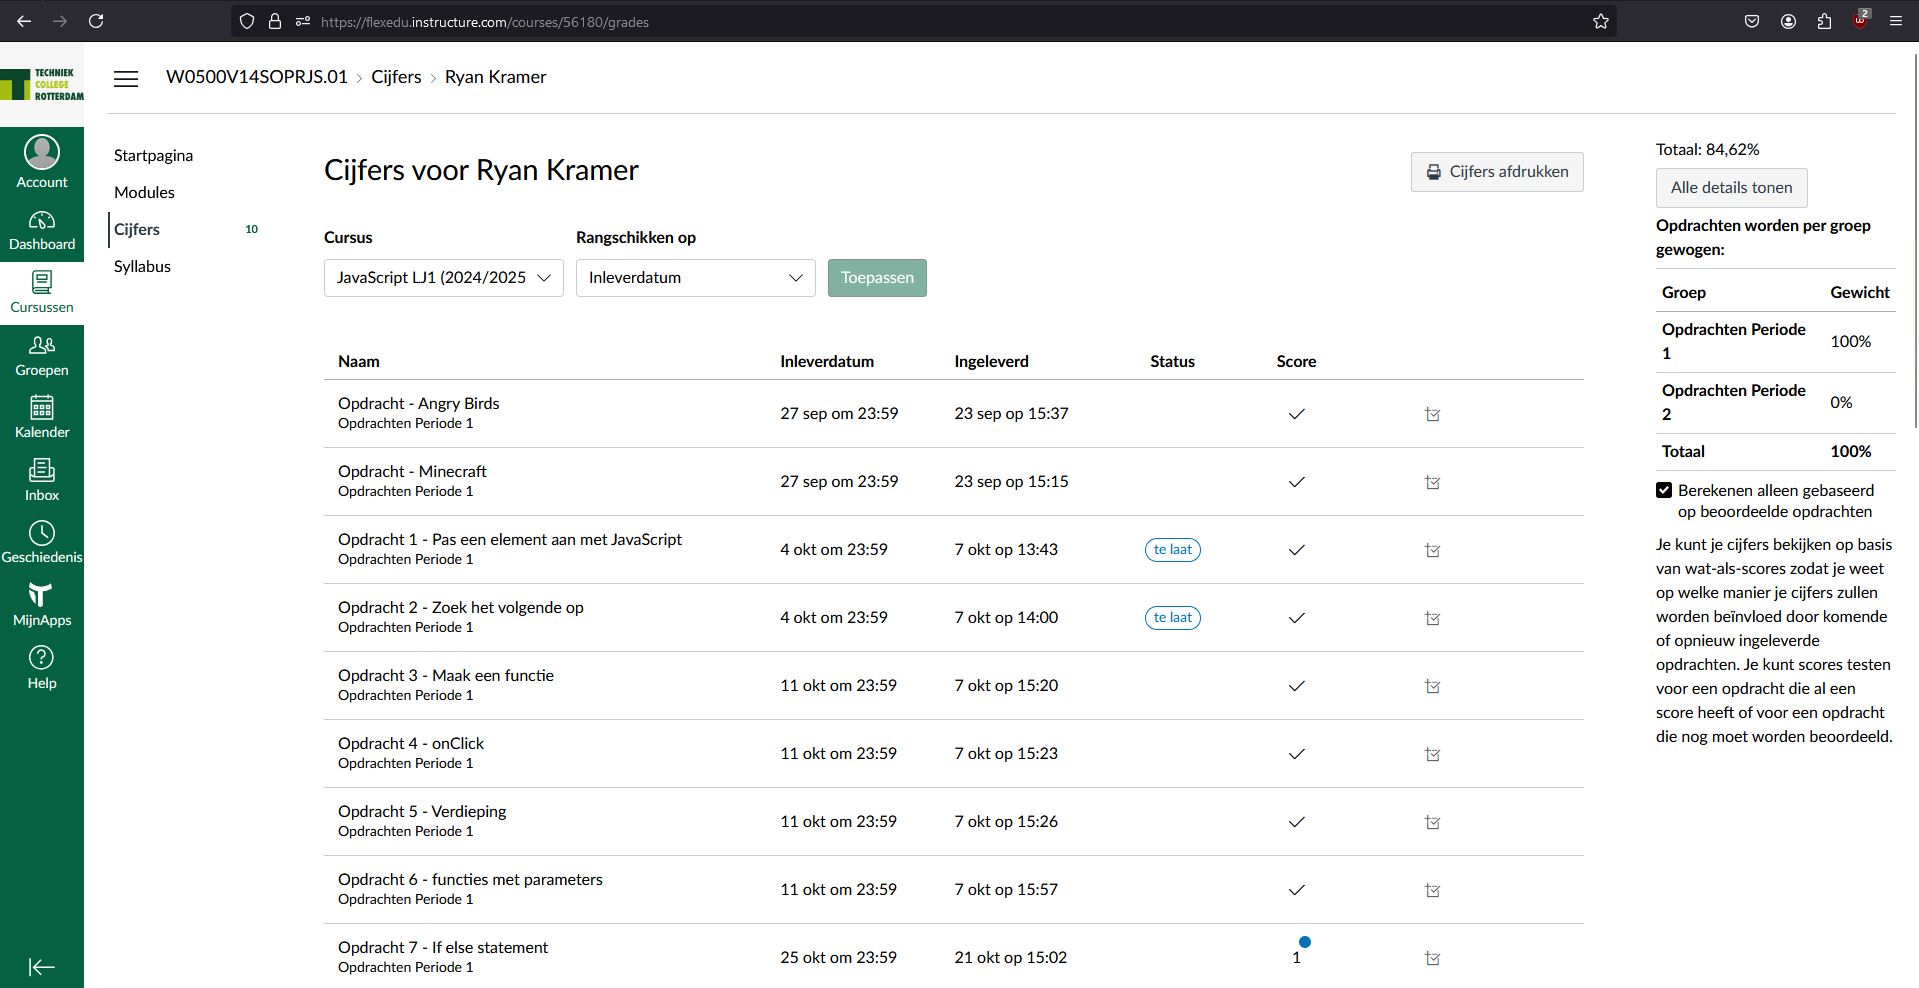 https://flexedu.instructure.com/courses/56180/grades
2
TECHNIEK
COLLEGE
ROTTERDAM
W0500V14SOPRJS.01 > Cijfers > Ryan Kramer
Account
Dashboard
Cursussen
Groepen
Kalender
Inbox
Geschiedenis
MijnApps
Help
Startpagina
Modules
Cijfers 10
Syllabus
Cijfers voor Ryan Kramer
Cijfers afdrukken
Cursus Rangschikken op
JavaScript LJ1 (2024/2025 Inleverdatum Toepassen
Naam Inleverdatum Ingeleverd Status Score
Opdracht - Angry Birds
Opdrachten Periode 1
27 sep om 23:59 23 sep op 15:37
Opdracht - Minecraft
Opdrachten Periode 1
27 sep om 23:59 23 sep op 15:15
Opdracht 1 - Pas een element aan met JavaScript
Opdrachten Periode 1
4 okt om 23:59 7 okt op 13:43 te laat
Opdracht 2 - Zoek het volgende op
Opdrachten Periode 1
4 okt om 23:59 7 okt op 14:00 te laat
Opdracht 3 - Maak een functie
Opdrachten Periode 1
11 okt om 23:59 7 okt op 15:20
Opdracht 4 - onClick
Opdrachten Periode 1
11 okt om 23:59 7 okt op 15:23
Opdracht 5 - Verdieping
Opdrachten Periode 1
11 okt om 23:59 7 okt op 15:26
Opdracht 6 - functies met parameters
Opdrachten Periode 1
11 okt om 23:59 7 okt op 15:57
Opdracht 7 - If else statement
Opdrachten Periode 1
25 okt om 23:59 21 okt op 15:02 1
Totaal: 84,62%
Alle details tonen
Opdrachten worden per groep
gewogen:
Groep Gewicht
Opdrachten Periode
1
100%
Opdrachten Periode
2
0%
Totaal 100%
Berekenen alleen gebaseerd
op beoordeelde opdrachten
Je kunt je cijfers bekijken op basis
van wat-als-scores zodat je weet
op welke manier je cijfers zullen
worden beïnvloed door komende
of opnieuw ingeleverde
opdrachten. Je kunt scores testen
voor een opdracht die al een
score heeft of voor een opdracht
die nog moet worden beoordeeld.